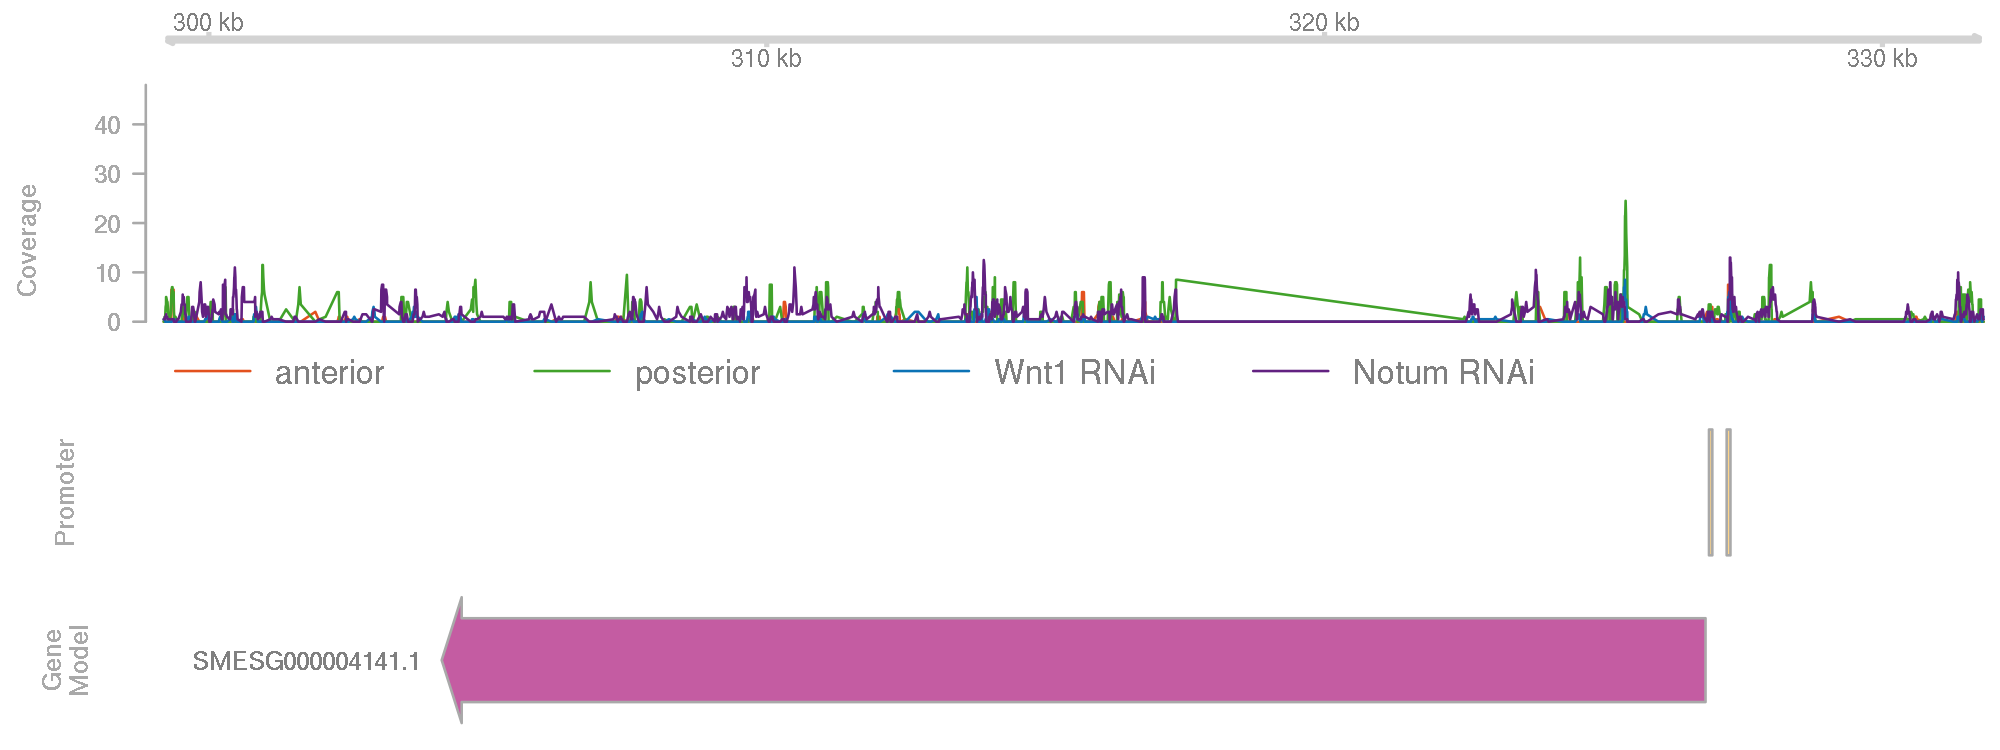 300 kb
320 kb
310 kb
330 kb
Coverage
40
30
20
10
0
anterior
posterior
Wnt1 RNAi
Notum RNAi
Promoter
Gene
Model
SMESG000004141.1